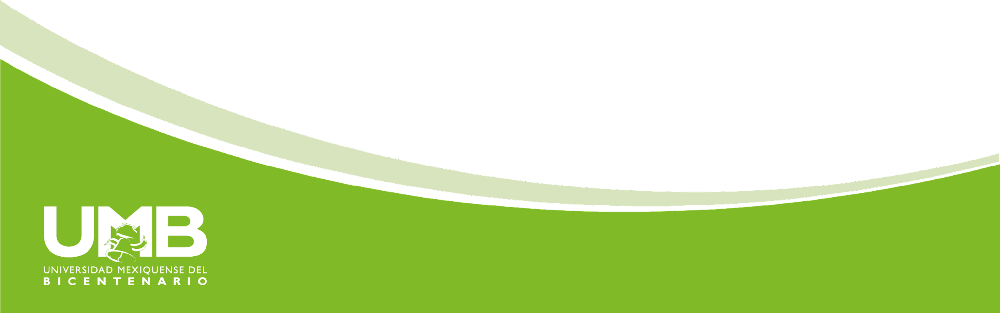 UMB
UNIVERSIDAD MEXIQUENSE DEL
BICENTENARIO